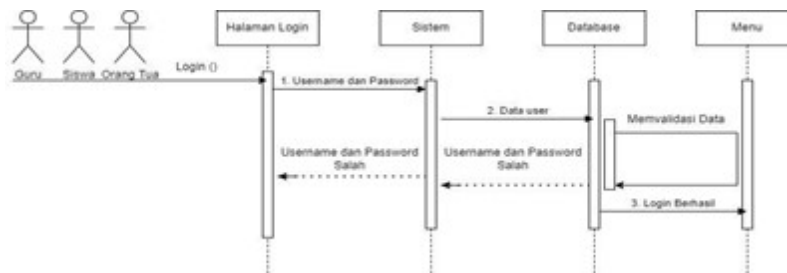 Halaman Login
Sistem
Database
Menu
Guru
Siswa
Orang Tua
Login ()
1. Username dan Password
2. Data user
Memvalidasi Data
Username dan Password
Salah
Username dan Password
Salah
3. Login Berhasil